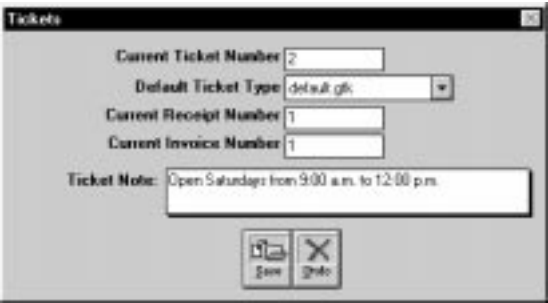 Tickets
Current Ticket Number 2
Default Ticket Type default.gtk
Current Receipt Number 1
Current Invoice Number 1
Ticket Note: Open Saturdays from 9:00 a.m. to 12:00 p.m.
Save Undo